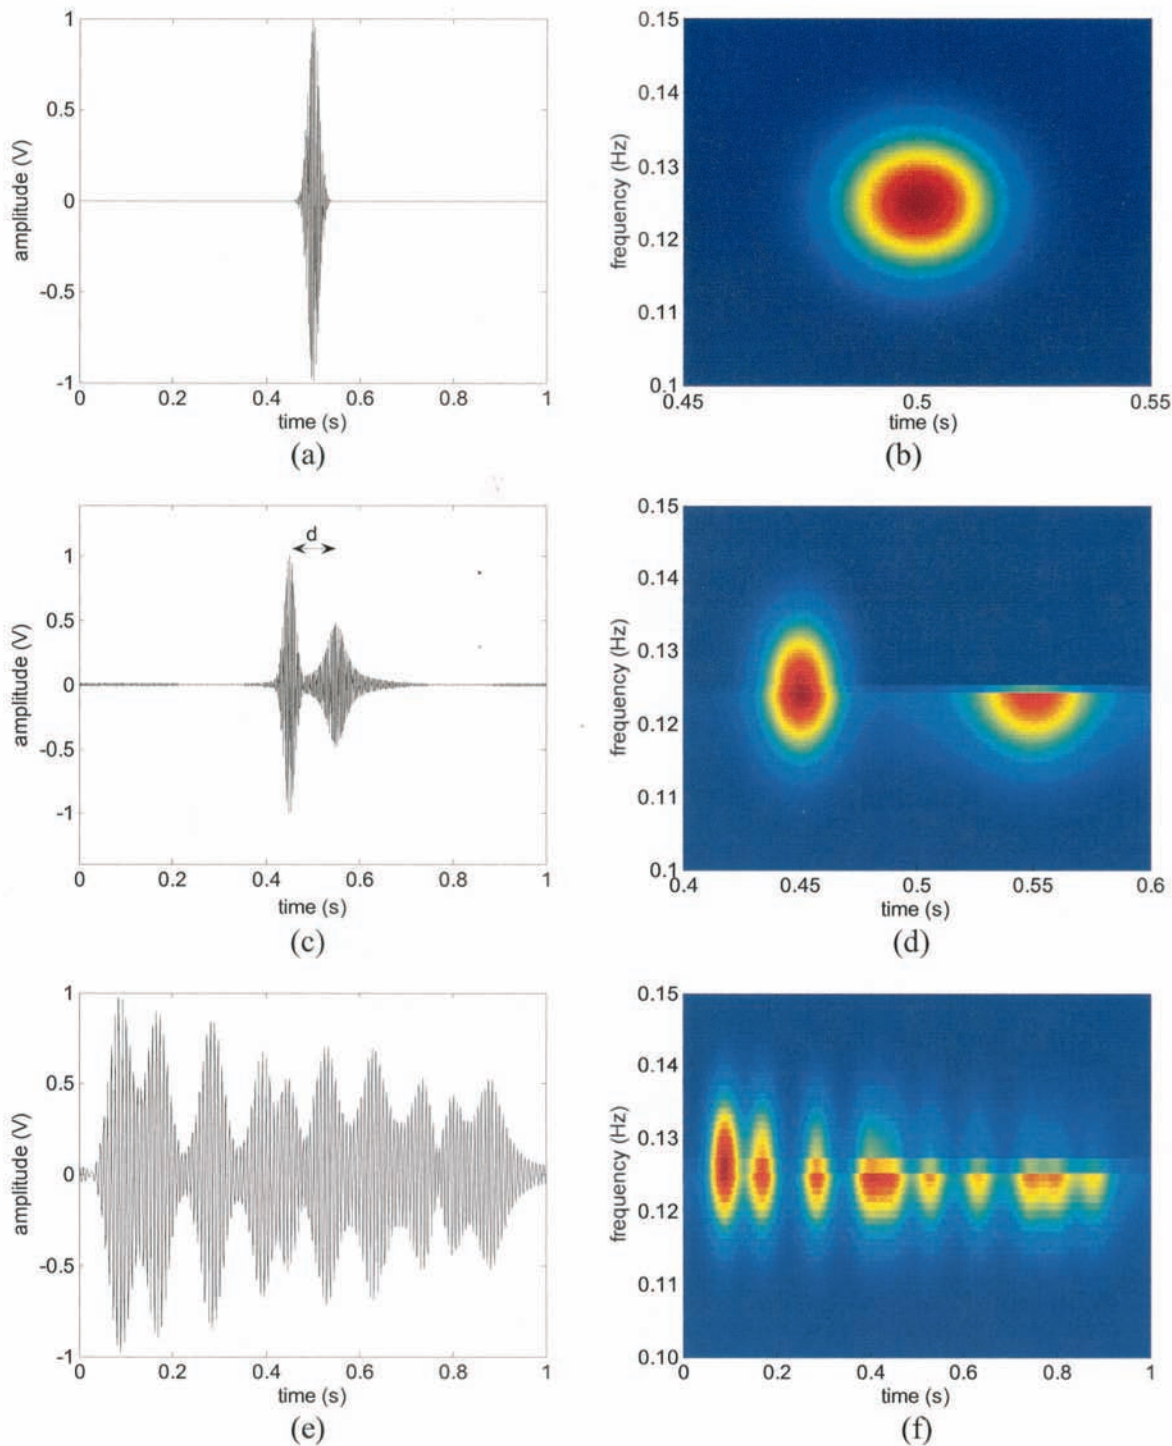 1
0.5
0
-0.5
-1
0 0.2 0.4 0.6 0.8 1
amplitude (V)
time (s)
(a)
0.15
0.14
0.13
0.12
0.11
0.1
0.45 0.5 0.55
frequency (Hz)
time (s)
(b)
d
1
0.5
0
-0.5
-1
0 0.2 0.4 0.6 0.8 1
amplitude (V)
time (s)
(c)
0.15
0.14
0.13
0.12
0.11
0.1
0.4 0.45 0.5 0.55 0.6
frequency (Hz)
time (s)
(d)
1
0.5
0
-0.5
-1
0 0.2 0.4 0.6 0.8 1
amplitude (V)
time (s)
(e)
0.15
0.14
0.13
0.12
0.11
0.10
0 0.2 0.4 0.6 0.8 1
frequency (Hz)
time (s)
(f)